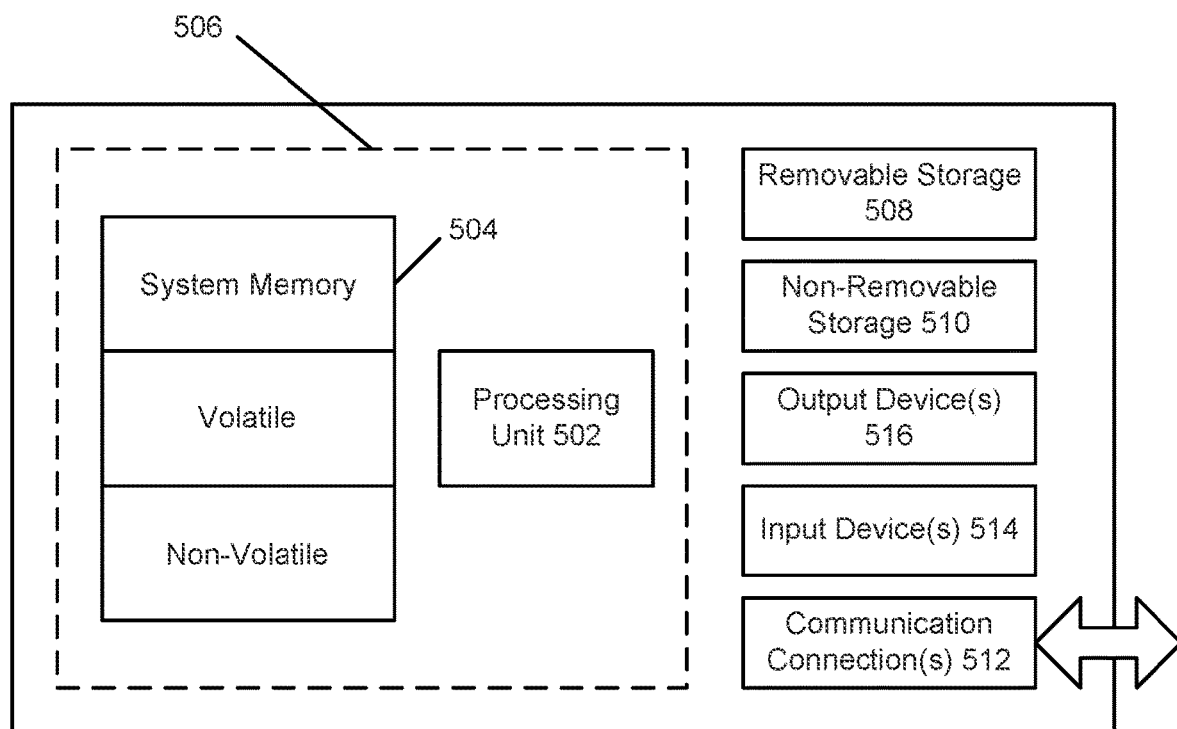 506
504
System Memory
Volatile
Non-Volatile
Processing
Unit 502
Removable Storage
508
Non-Removable
Storage 510
Output Device(s)
516
Input Device(s) 514
Communication
Connection(s) 512